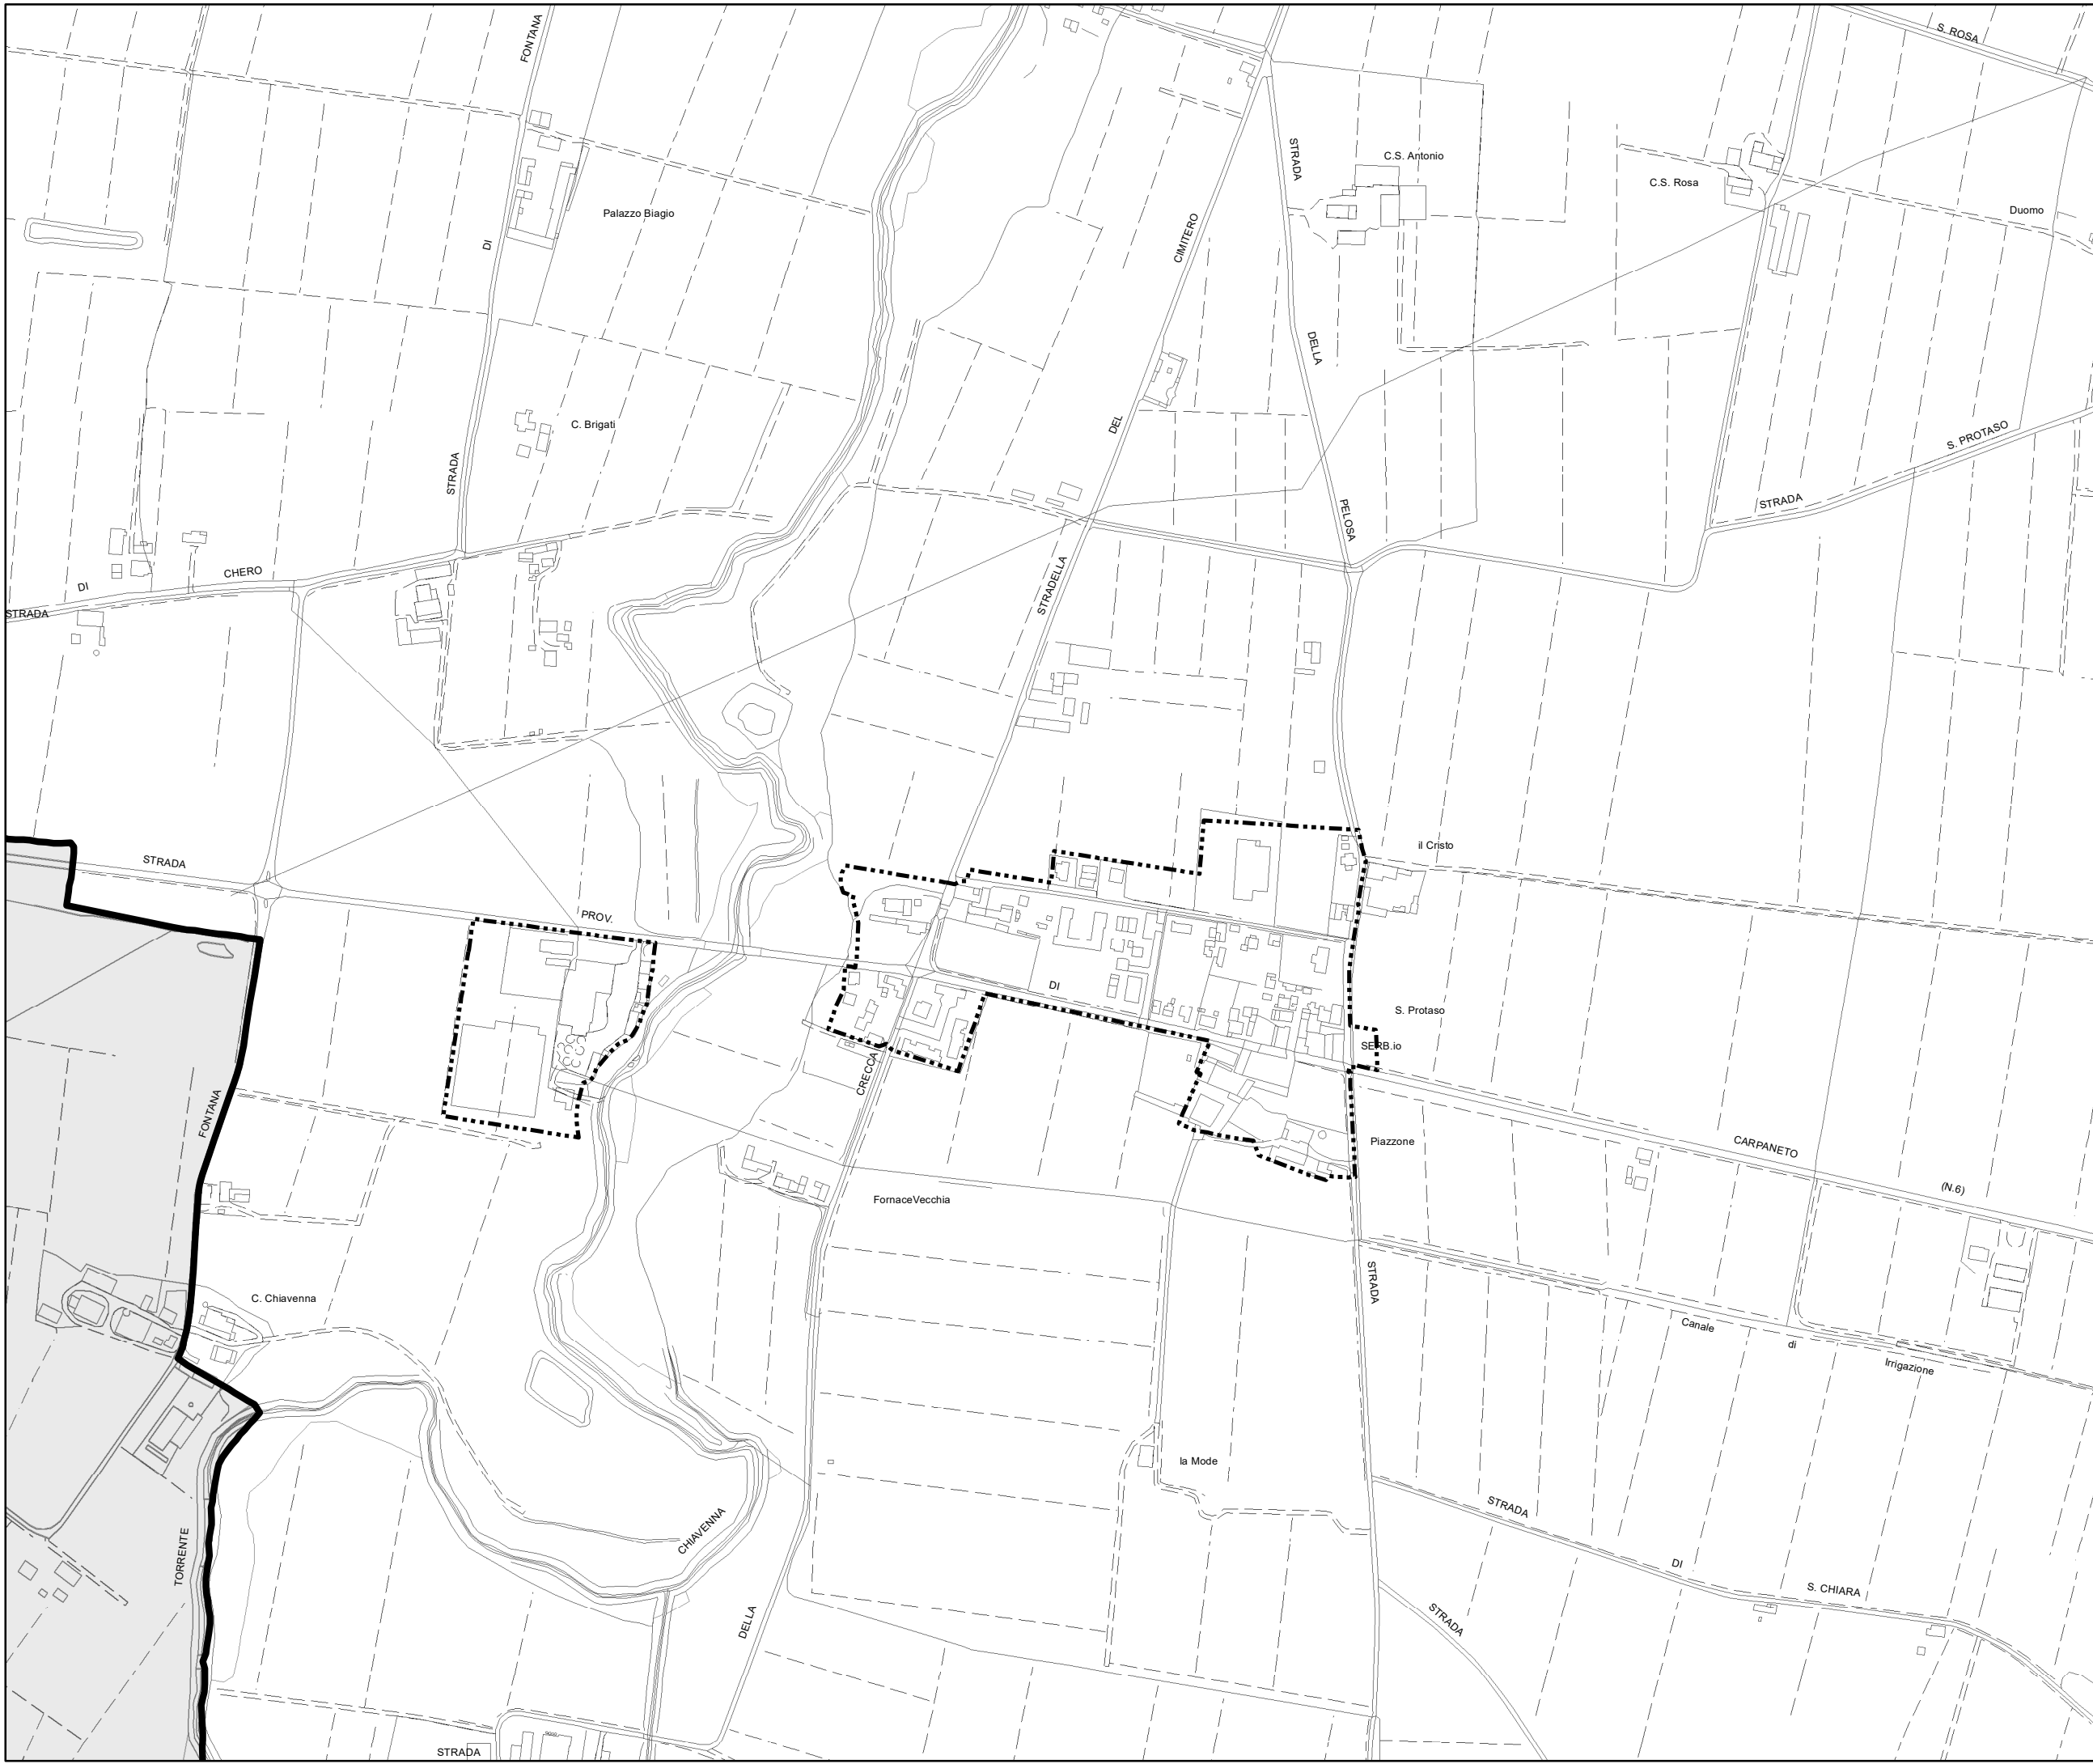 S. ROSA
FONTANA
STRADA
C.S. Antonio
C.S. Rosa
Palazzo Biagio
Duomo
CIMITERO
DI
DELLA
C. Brigati
DEL
S. PROTASO
STRADA
STRADA
PELOSA
CHERO
DI
STRADELLA
STRADA
il Cristo
STRADA
PROV.
DI
S. Protaso
SERB.io
CRECCA
FONTANA
Piazzone
CARPANETO
(N.6)
FornaceVecchia
STRADA
C. Chiavenna
Canale
di
Irrigazione
la Mode
STRADA
CHIAVENNA
TORRENTE
DI
S. CHIARA
DELLA
STRADA
STRADA